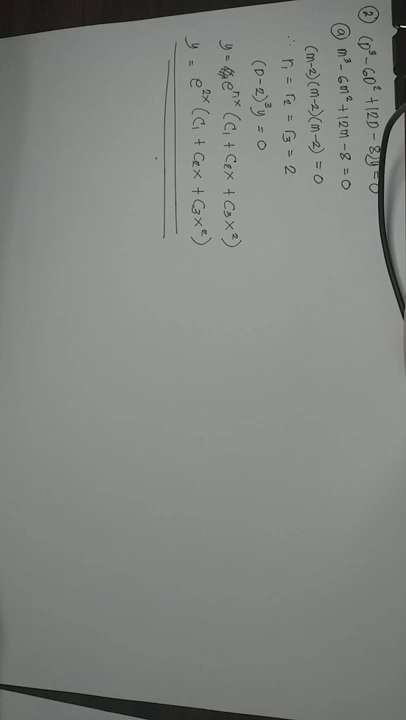 ② (D³ - 6D² + 12D - 8)y = 0
ⓐ m³ - 6m² + 12m - 8 = 0
(m-2)(m-2)(m-2) = 0
∴ r₁ = r₂ = r₃ = 2
(D-2)³y = 0
y = e^r₁x (C₁ + C₂x + C₃x²)
y = e^2x (C₁ + C₂x + C₃x²)